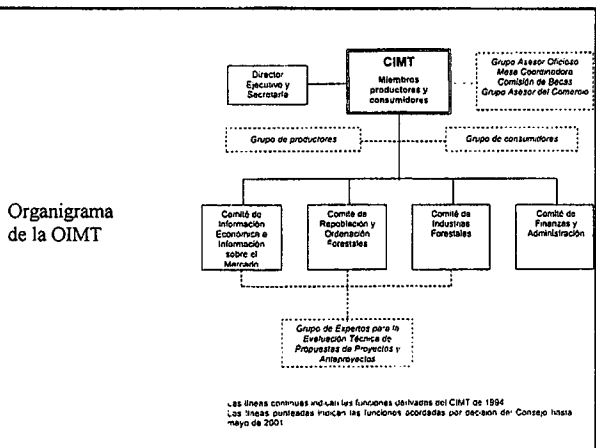 CIMT
Miembros
productores y
consumidores
Director
Ejecutivo y
Secretaría
Grupo Asesor Oficioso
Mesa Coordinadora
Comisión de Becas
Grupo Asesor del Comercio
Grupo de productores
Grupo de consumidores
Organigrama
de la OIMT
Comité de
Información
Económica e
Información
sobre el
Mercado
Comité de
Repoblación y
Ordenación
Forestales
Comité de
Industrias
Forestales
Comité de
Finanzas y
Administración
Grupo de Expertos para la
Evaluación Técnica de
Propuestas de Proyectos y
Anteproyectos
Las líneas continuas indican las funciones derivadas del CIMT de 1994
Las líneas punteadas indican las funciones acordadas por decisión del Consejo hasta
mayo de 2001